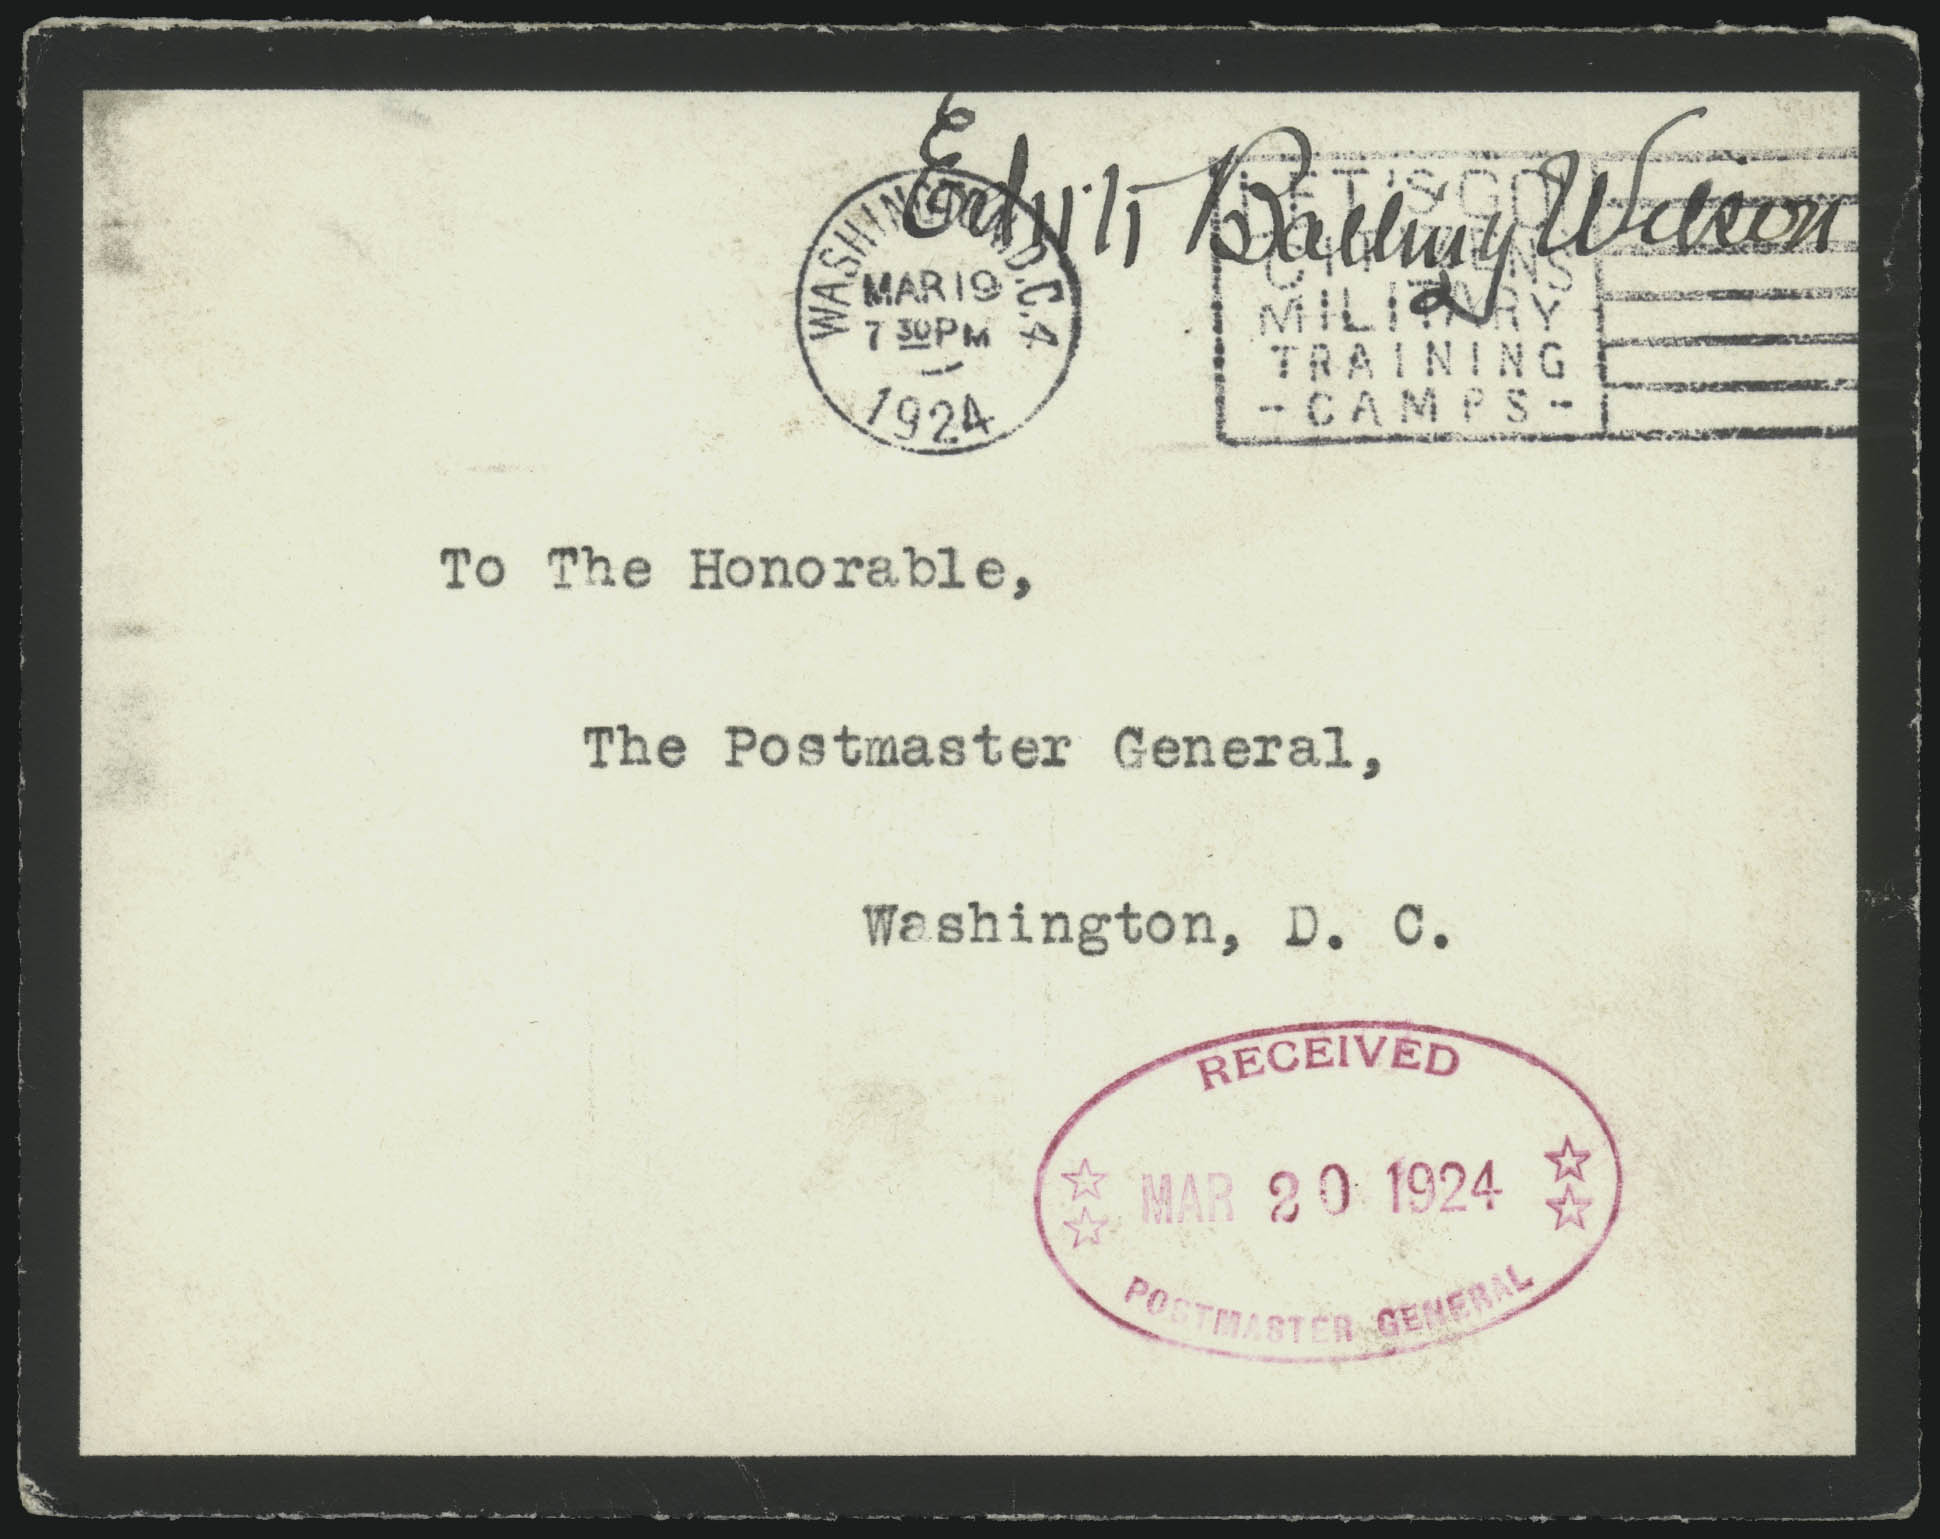 Edith Bolling Wilson
WASHINGTON, D.C. 4
MAR 19
7 30 PM
1924
LET'S GO!
CITIZENS
MILITARY
TRAINING
- CAMPS -
To The Honorable,
The Postmaster General,
Washington, D. C.
RECEIVED
MAR 20 1924
POSTMASTER GENERAL